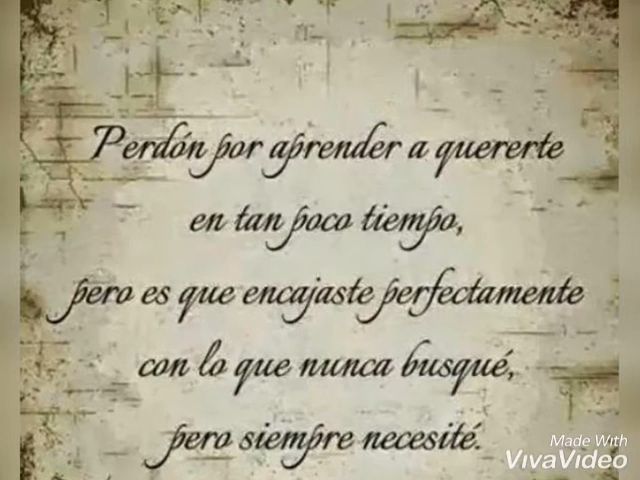 Perdón por aprender a quererte
en tan poco tiempo,
pero es que encajaste perfectamente
con lo que nunca busqué,
pero siempre necesité.
Made With
VivaVideo